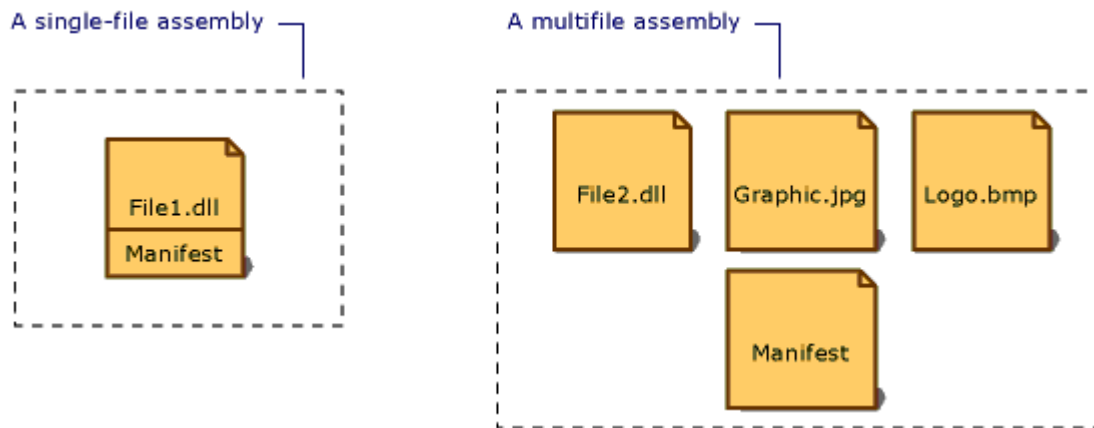 A single-file assembly
A multifile assembly
File1.dll
Manifest
File2.dll
Graphic.jpg
Logo.bmp
Manifest